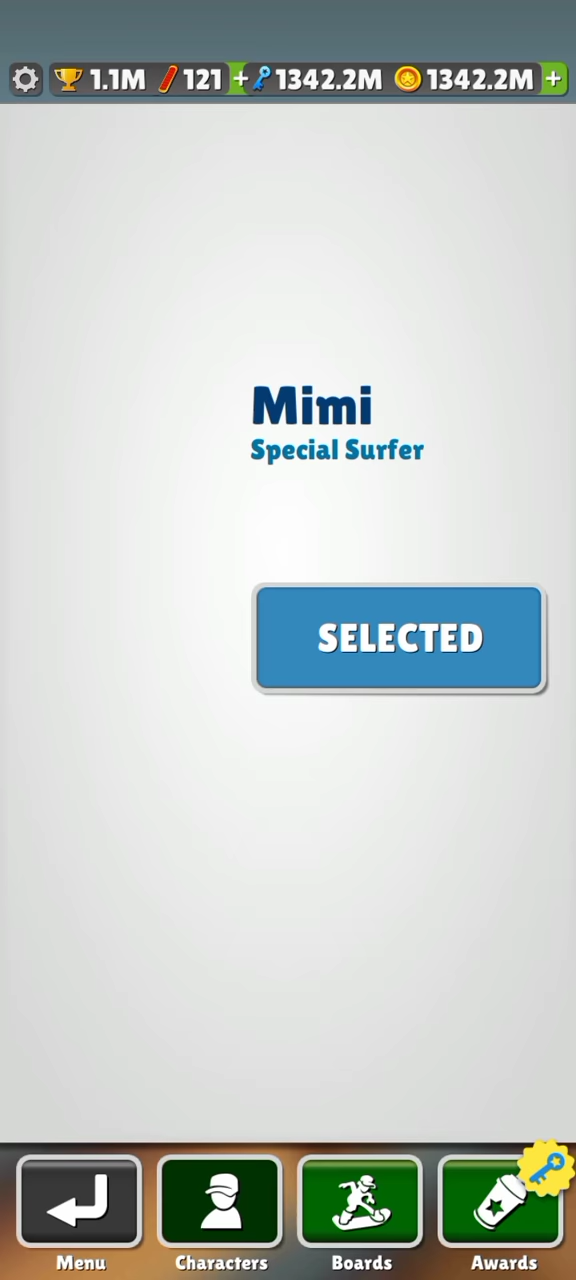 1.1M 121 + 1342.2M 1342.2M +
Mimi
Special Surfer
SELECTED
Menu Characters Boards Awards